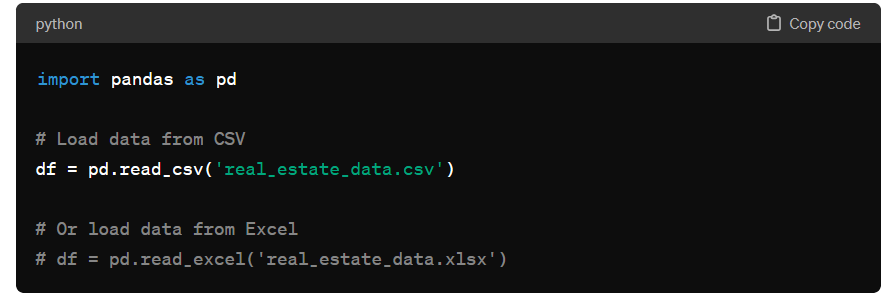 python
Copy code
import pandas as pd
# Load data from CSV
df = pd.read_csv('real_estate_data.csv')
# Or load data from Excel
# df = pd.read_excel('real_estate_data.xlsx')